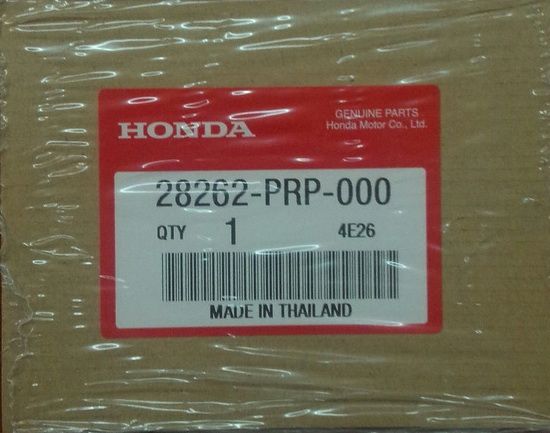 GENUINE PARTS
HONDA Honda Motor Co., Ltd.
28262-PRP-000
QTY 1 4E26
MADE IN THAILAND